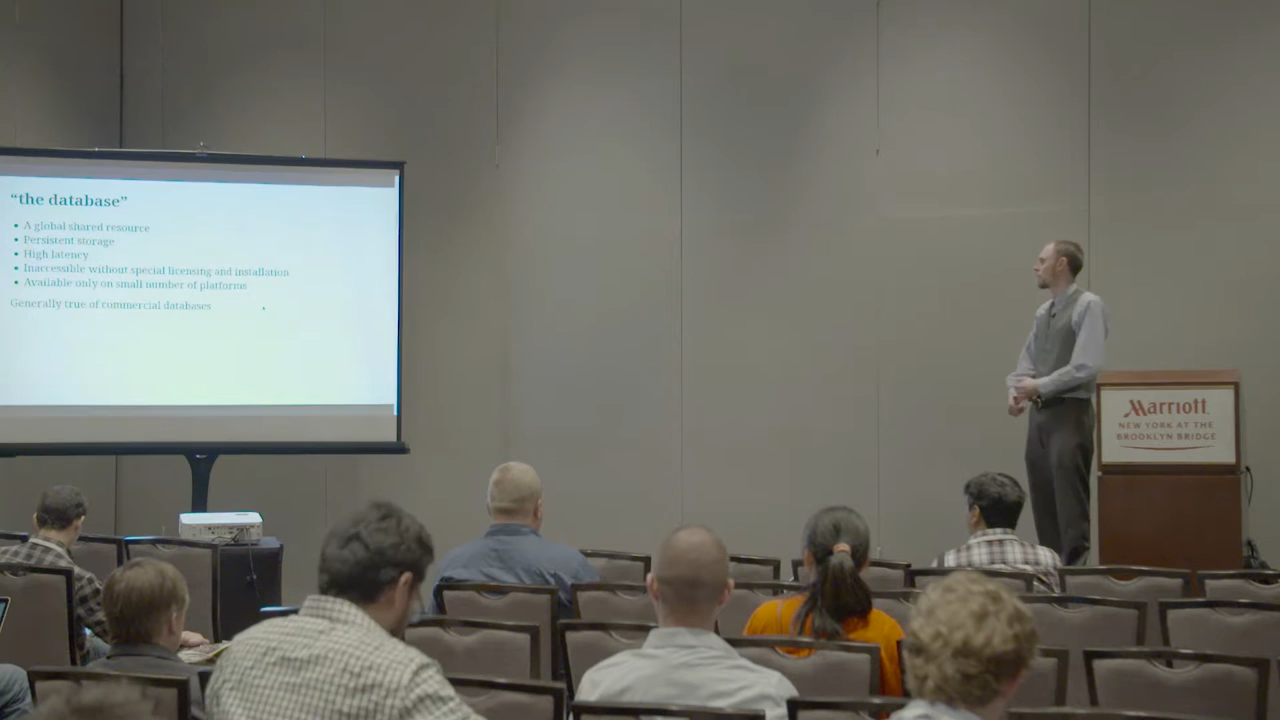 “the database”
• A global shared resource
• Persistent storage
• High latency
• Inaccessible without special licensing and installation
• Available only on small number of platforms
Generally true of commercial databases
Marriott
NEW YORK AT THE
BROOKLYN BRIDGE